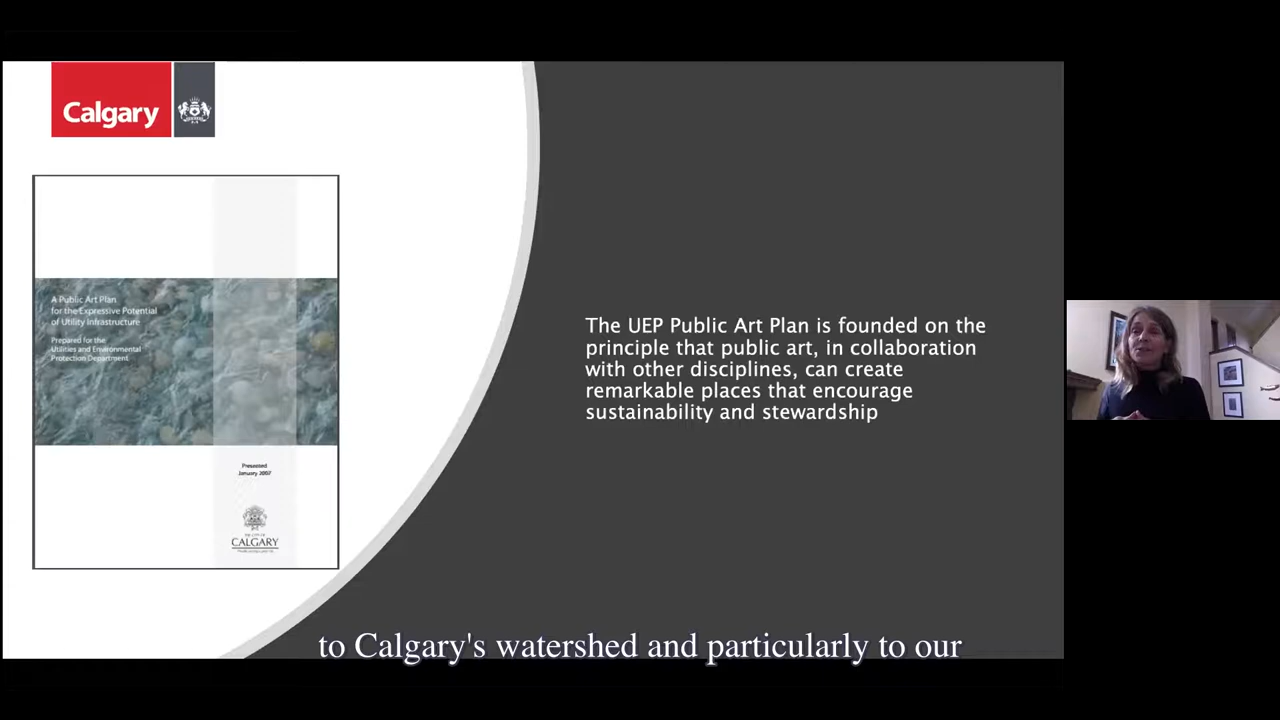 Calgary
A Public Art Plan
for the Expressive Potential
of Utility Infrastructure
Prepared for the
Utilities and Environmental
Protection Department
Presented
January 2007
THE CITY OF
CALGARY
The UEP Public Art Plan is founded on the
principle that public art, in collaboration
with other disciplines, can create
remarkable places that encourage
sustainability and stewardship
to Calgary's watershed and particularly to our